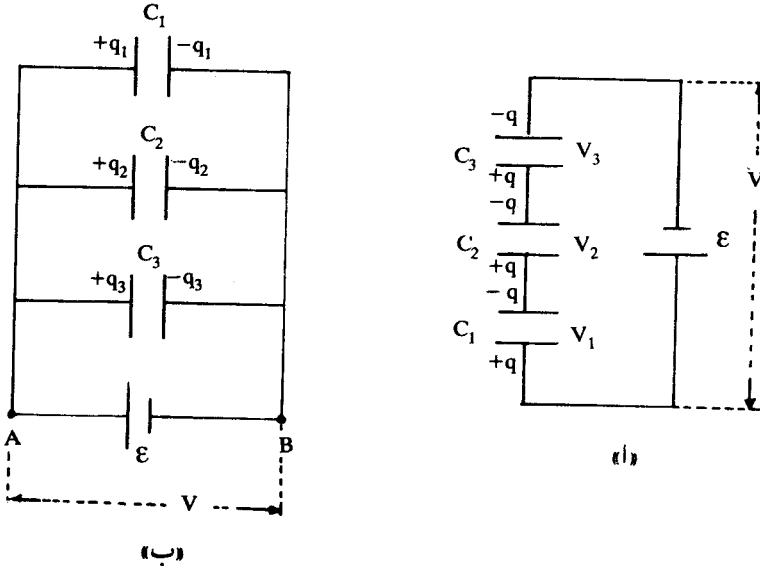 C₁
+q₁ −q₁
C₂
+q₂ −q₂
C₃
+q₃ −q₃
ε
A
B
V
«ب»
−q
C₃ V₃
+q
−q
C₂ V₂
+q
−q
C₁ V₁
+q
ε
V
«أ»